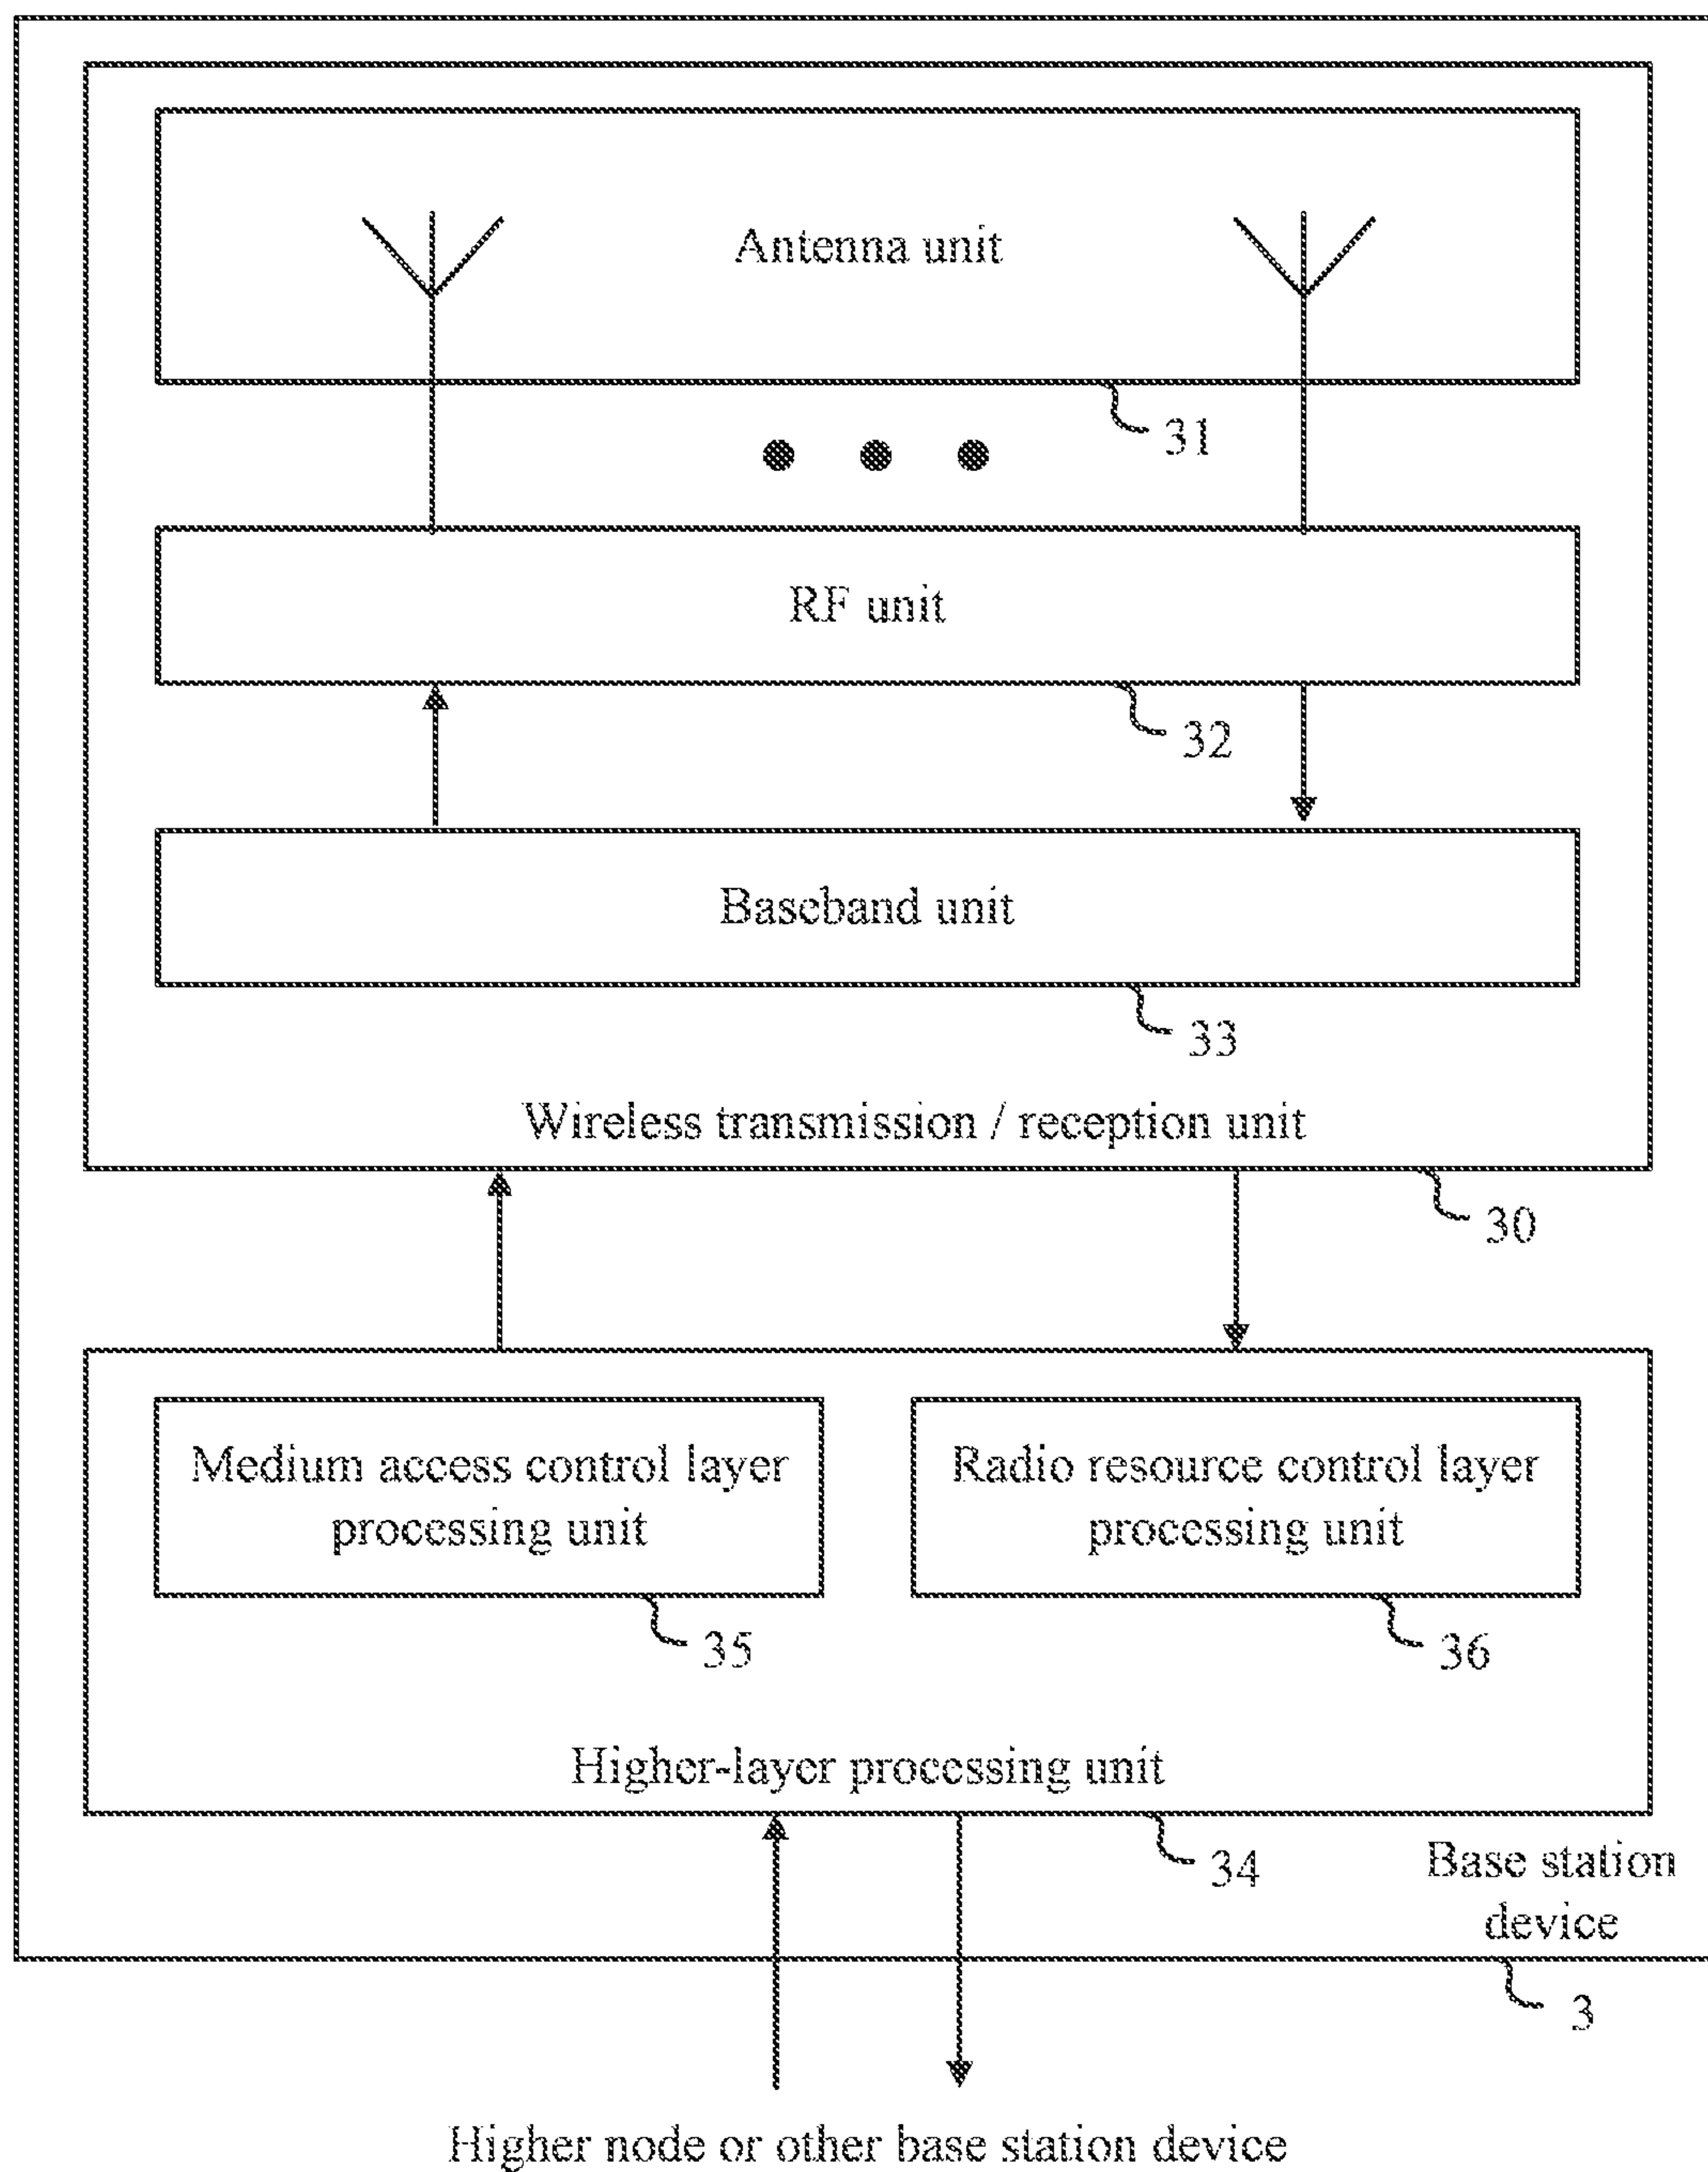 Antenna unit
31
RF unit
32
Baseband unit
33
Wireless transmission / reception unit
30
Medium access control layer
processing unit
35
Radio resource control layer
processing unit
36
Higher-layer processing unit
34
Base station
device
3
Higher node or other base station device